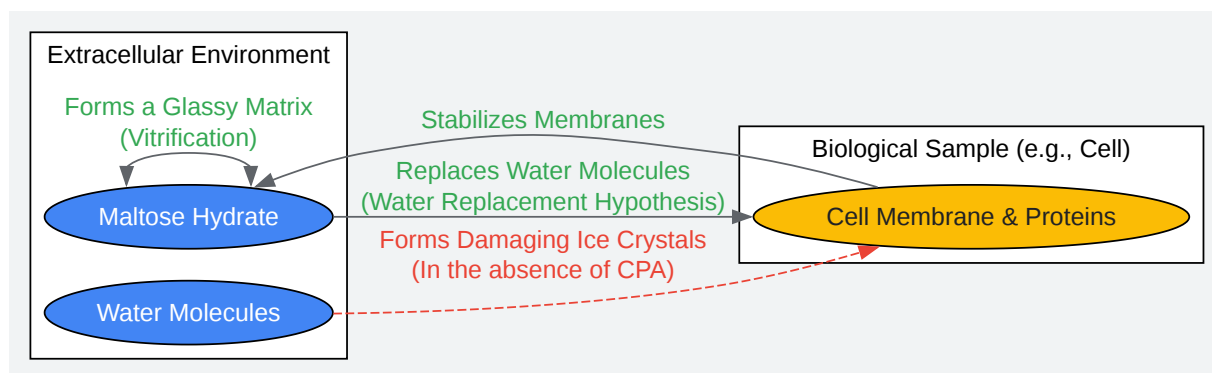 Extracellular Environment
Forms a Glassy Matrix
(Vitrification)
Maltose Hydrate
Water Molecules
Stabilizes Membranes
Replaces Water Molecules
(Water Replacement Hypothesis)
Forms Damaging Ice Crystals
(In the absence of CPA)
Biological Sample (e.g., Cell)
Cell Membrane & Proteins